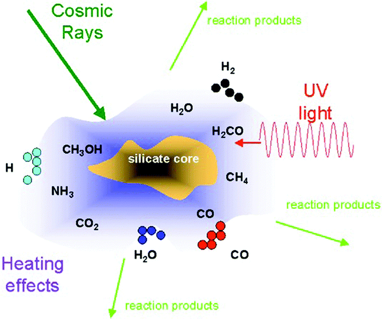 Cosmic
Rays
reaction products
H2
H2O
UV
light
H2CO
CH3OH
silicate core
H
NH3
CH4
CO2
CO
reaction products
H2O
CO
Heating
effects
reaction products